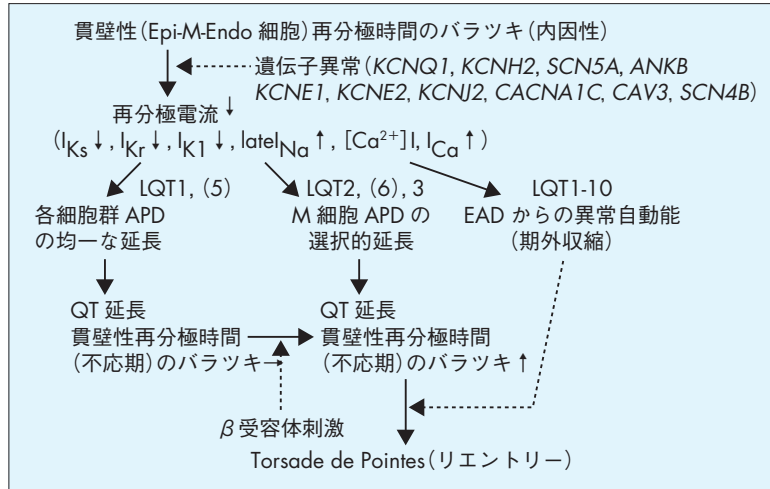 貫壁性(Epi-M-Endo 細胞)再分極時間のバラツキ(内因性)
遺伝子異常(KCNQ1, KCNH2, SCN5A, ANKB
KCNE1, KCNE2, KCNJ2, CACNA1C, CAV3, SCN4B)
再分極電流↓
(IKs↓, IKr↓, IK1↓, lateINa↑, [Ca2+]I, ICa↑)
LQT1, (5)
LQT2, (6), 3
LQT1-10
各細胞群 APD
の均一な延長
M 細胞 APD の
選択的延長
EAD からの異常自動能
(期外収縮)
QT 延長
貫壁性再分極時間
(不応期)のバラツキ→
QT 延長
貫壁性再分極時間
(不応期)のバラツキ↑
β受容体刺激
Torsade de Pointes(リエントリー)